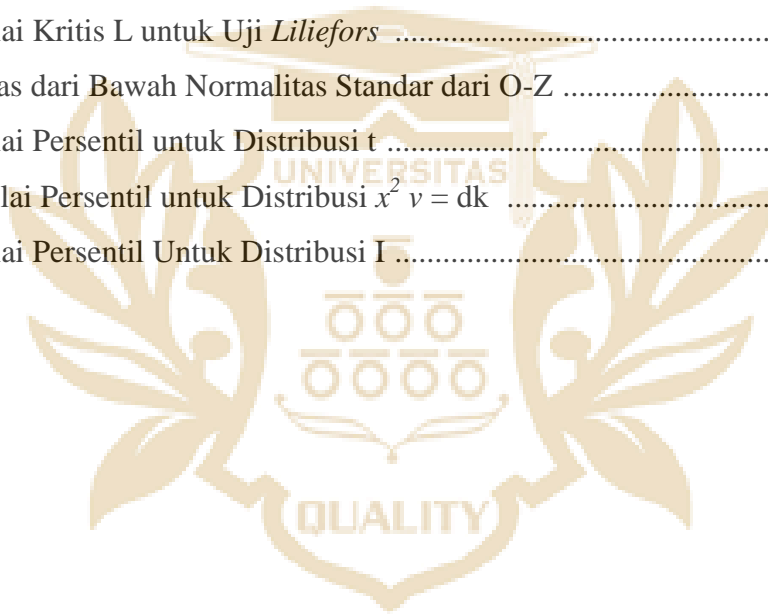 ai Kritis L untuk Uji Liliefors ................................................
as dari Bawah Normalitas Standar dari O-Z ..........................
ai Persentil untuk Distribusi t ................................................
lai Persentil untuk Distribusi x² v = dk ................................
ai Persentil Untuk Distribusi I ...............................................
UNIVERSITAS
QUALITY